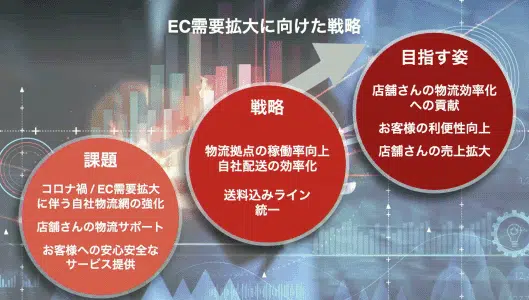 EC需要拡大に向けた戦略
課題
コロナ禍 / EC需要拡大
に伴う自社物流網の強化
店舗さんの物流サポート
お客様への安心安全な
サービス提供
戦略
物流拠点の稼働率向上
自社配送の効率化
送料込みライン
統一
目指す姿
店舗さんの物流効率化
への貢献
お客様の利便性向上
店舗さんの売上拡大